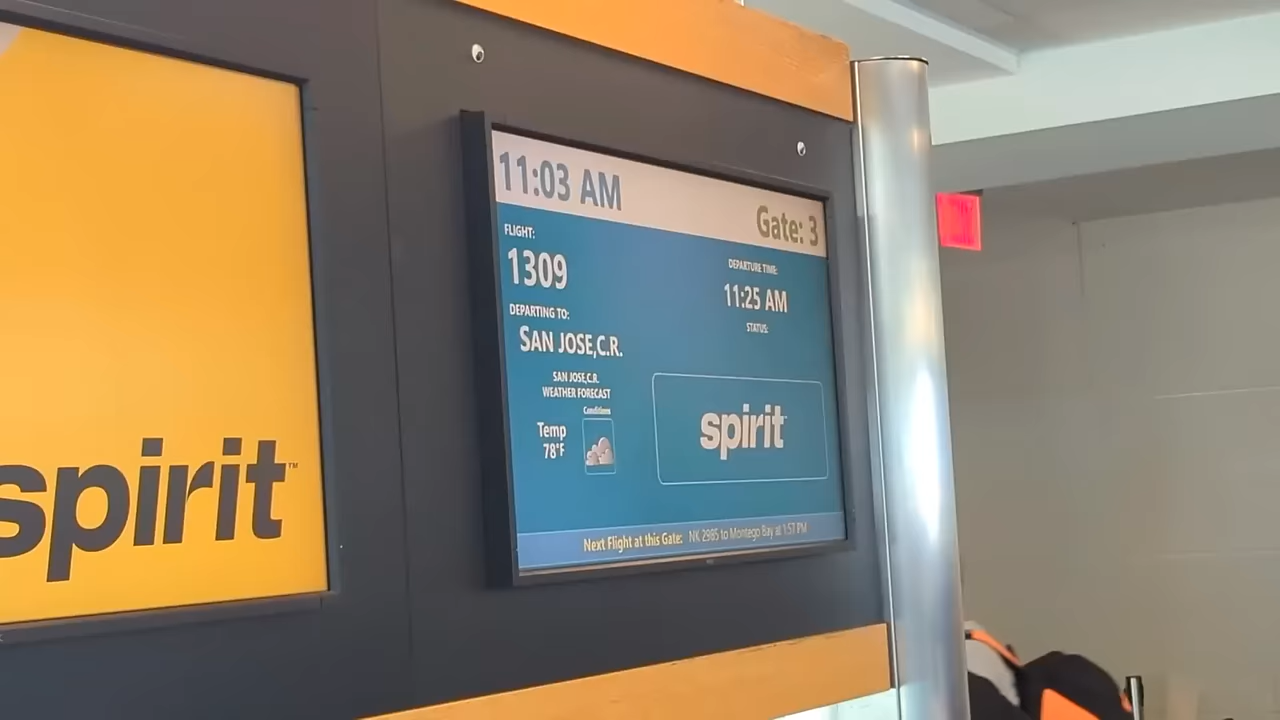 spirit™
11:03 AM
Gate: 3
FLIGHT:
1309
DEPARTING TO:
SAN JOSE,C.R.
SAN JOSE,C.R.
WEATHER FORECAST
Conditions
Temp
78°F
DEPARTURE TIME:
11:25 AM
STATUS:
spirit
Next Flight at this Gate: NK 2985 to Montego Bay at 1:57 PM